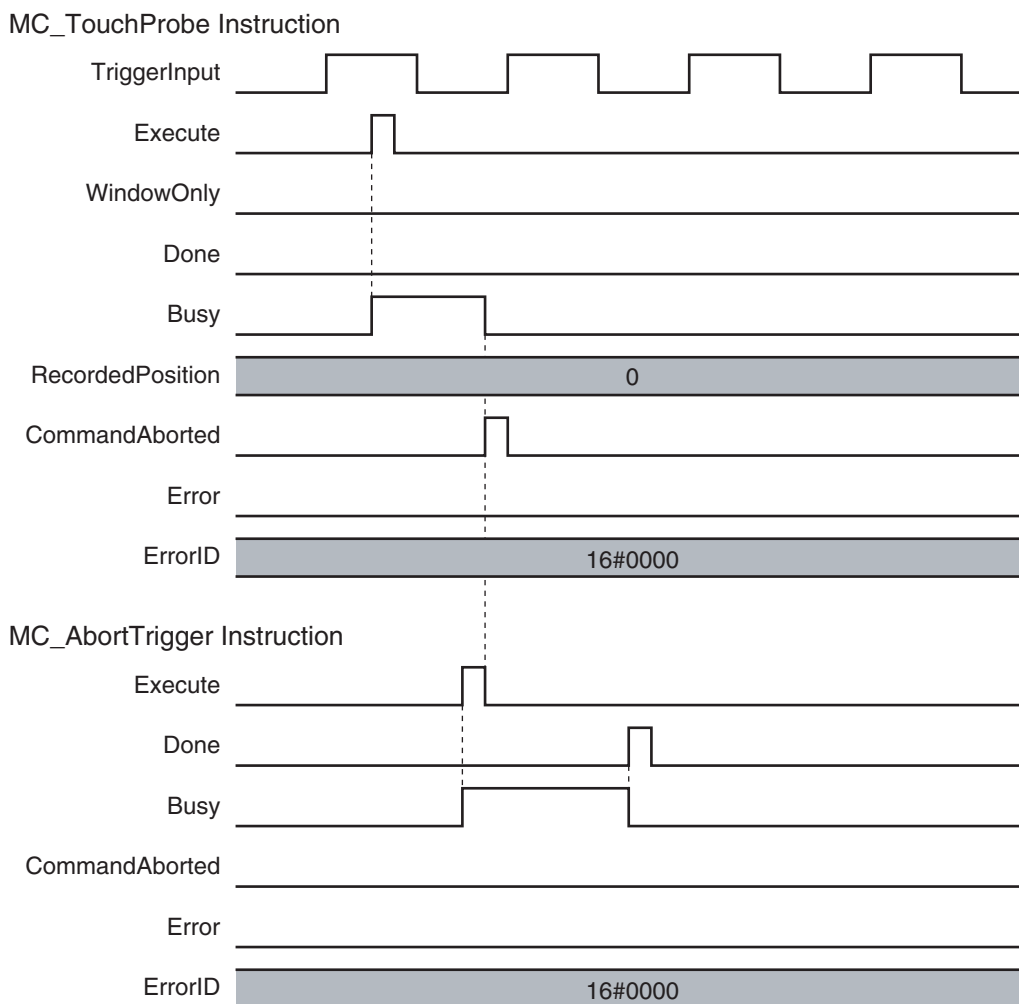 MC_TouchProbe Instruction
TriggerInput
Execute
WindowOnly
Done
Busy
RecordedPosition
0
CommandAborted
Error
ErrorID
16#0000
MC_AbortTrigger Instruction
Execute
Done
Busy
CommandAborted
Error
ErrorID
16#0000